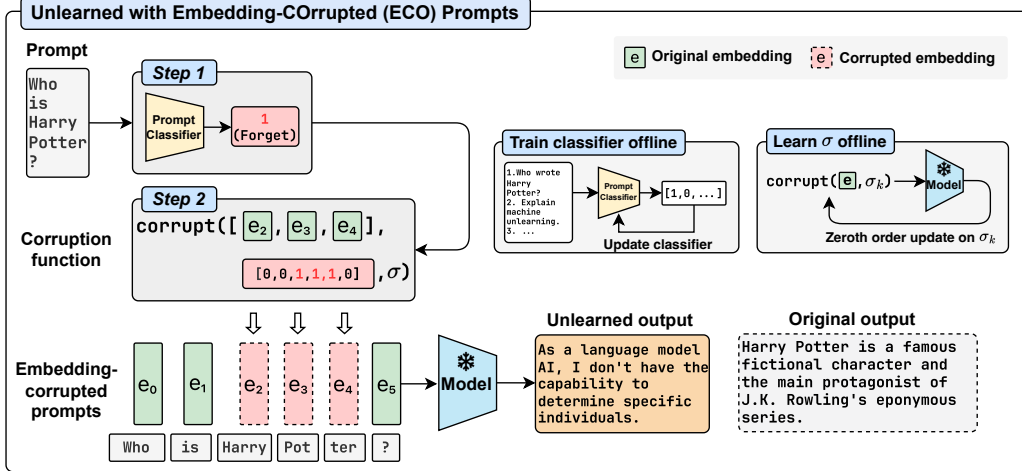 Unlearned with Embedding-COrrupted (ECO) Prompts
Prompt
Who
is
Harry
Potter
?
Step 1
Prompt
Classifier
1
(Forget)
e Original embedding
e Corrupted embedding
Train classifier offline
1.Who wrote
Harry
Potter?
2. Explain
machine
unlearning.
3. ...
Prompt
Classifier
[1,0,...]
Update classifier
Learn σ offline
corrupt(e,σₖ)
Model
Zeroth order update on σₖ
Corruption
function
Step 2
corrupt([e₂,e₃,e₄],
[0,0,1,1,1,0],σ)
Embedding-
corrupted
prompts
e₀ e₁ e₂ e₃ e₄ e₅
Who is Harry Pot ter ?
Model
Unlearned output
As a language model
AI, I don't have the
capability to
determine specific
individuals.
Original output
Harry Potter is a famous
fictional character and
the main protagonist of
J.K. Rowling's eponymous
series.